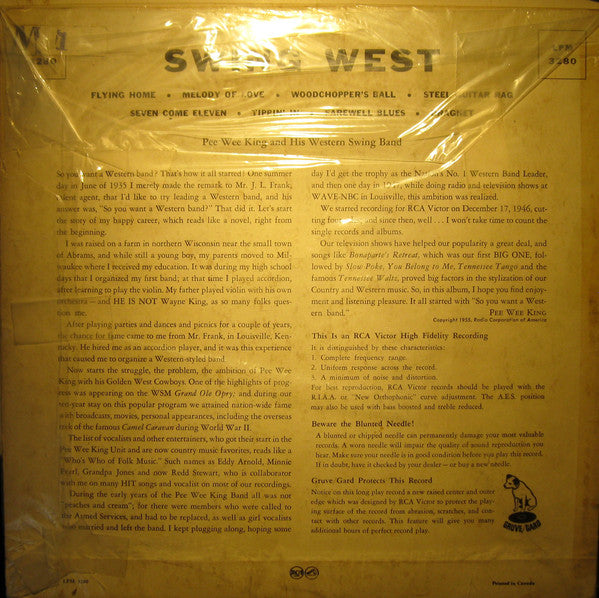 SWING WEST
280
LPM
3280
FLYING HOME • MELODY OF LOVE • WOODCHOPPER'S BALL • STEEL GUITAR RAG
SEVEN COME ELEVEN • TIPPIN' IN • FAREWELL BLUES • RAGNET
Pee Wee King and His Western Swing Band
So you want a Western band? That's how it all started! One summer
day in June of 1935 I merely made the remark to Mr. J. L. Frank,
talent agent, that I'd like to try leading a Western band, and his
answer was, "So you want a Western Band?" That did it. Let's start
the story of my happy career, which reads like a novel, right from
the beginning.
I was raised on a farm in northern Wisconsin near the small town
of Abrams, and while still a young boy, my parents moved to Mil-
waukee where I received my education. It was during my high school
days that I organized my first band; at that time I played accordion,
after learning to play the violin. My father played violin with his own
orchestra – and HE IS NOT Wayne King, as so many folks ques-
tion me.
After playing parties and dances and picnics for a couple of years,
the chance for fame came to me from Mr. Frank, in Louisville, Ken-
tucky. He hired me as an accordion player, and it was this experience
that caused me to organize a Western-styled band.
Now starts the struggle, the problem, the ambition of Pee Wee
King with his Golden West Cowboys. One of the highlights of prog-
ress was appearing on the WSM Grand Ole Opry; and during our
ten-year stay on this popular program we attained nation-wide fame
with broadcasts, movies, personal appearances, including the overseas
trek of the famous Camel Caravan during World War II.
The list of vocalists and other entertainers, who got their start in the
Pee Wee King Unit and are now country music favorites, reads like a
"Who's Who of Folk Music." Such names as Eddy Arnold, Minnie
Pearl, Grandpa Jones and now Redd Stewart, who is collaborator
with me on many HIT songs and vocalist on most of our recordings.
During the early years of the Pee Wee King Band all was not
"peaches and cream"; for there were members who were called to
the Armed Services, and had to be replaced, as well as girl vocalists
who married and left the band. I kept plugging along, hoping some
day I'd get the trophy as the Nation's No. 1 Western Band Leader,
and then one day in while doing radio and television shows at
WAVE-NBC in Louisville, this ambition was realized.
We started recording for RCA Victor on December 17, 1946, cut-
ting four and since then, well . . . I won't take time to count the
single records and albums.
Our television shows have helped our popularity a great deal, and
songs like Bonaparte's Retreat, which was our first BIG ONE, followed
by Slow Poke, You Belong to Me, Tennessee Tango and the
famous Tennessee Waltz, proved big factors in the stylization of our
Country and Western music. So, in this album, I hope you find enjoy-
ment and listening pleasure. It all started with "So you want a West-
ern band."
PEE WEE KING
Copyright 1955, Radio Corporation of America
This Is an RCA Victor High Fidelity Recording
It is distinguished by these characteristics:
1. Complete frequency range.
2. Uniform response across the record.
3. A minimum of noise and distortion.
For best reproduction, RCA Victor records should be played with the
R.I.A.A. or "New Orthophonic" curve adjustment. The A.E.S. position
may also be used with bass boosted and treble reduced.
Beware the Blunted Needle!
A blunted or chipped needle can permanently damage your most valuable
records. A worn needle will impair the quality of sound reproduction you
hear. Make sure your needle is in good condition before you play this record.
If in doubt, have it checked by your dealer – or buy a new needle.
Gruve/Gard Protects This Record
Notice on this long play record a new raised center and outer
edge which was designed by RCA Victor to protect the play-
ing surface of the record from abrasion, scratches, and con-
tact with other records. This feature will give you many
additional hours of perfect record play.
GRUVE/GARD
LPM 3280
RCA
Printed in Canada